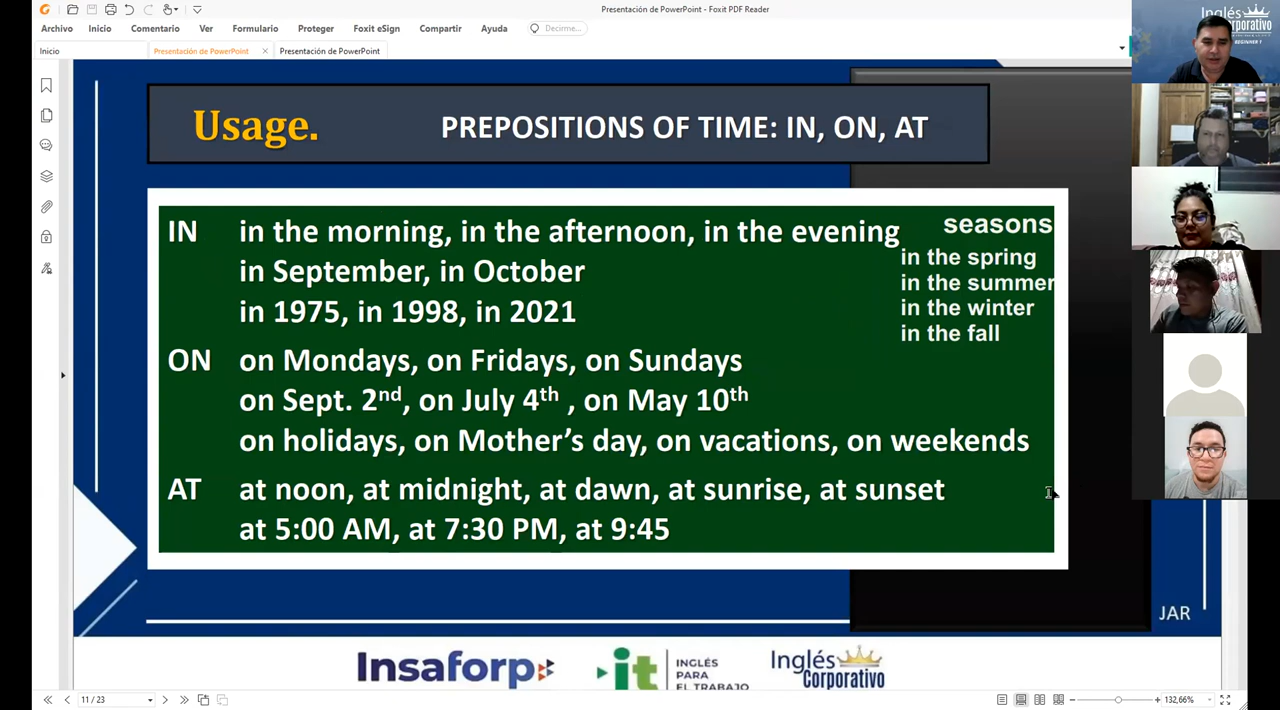 Presentación de PowerPoint - Foxit PDF Reader
Archivo Inicio Comentario Ver Formulario Proteger Foxit eSign Compartir Ayuda Decirme...
Inicio Presentación de PowerPoint Presentación de PowerPoint
Inglés
Corporativo
BEGINNER 1
Usage. PREPOSITIONS OF TIME: IN, ON, AT
IN in the morning, in the afternoon, in the evening
in September, in October
in 1975, in 1998, in 2021
seasons
in the spring
in the summer
in the winter
in the fall
ON on Mondays, on Fridays, on Sundays
on Sept. 2nd, on July 4th , on May 10th
on holidays, on Mother's day, on vacations, on weekends
AT at noon, at midnight, at dawn, at sunrise, at sunset
at 5:00 AM, at 7:30 PM, at 9:45
JAR
Insaforp
it
INGLÉS
PARA
EL TRABAJO
Inglés
Corporativo
11 / 23
132,66%